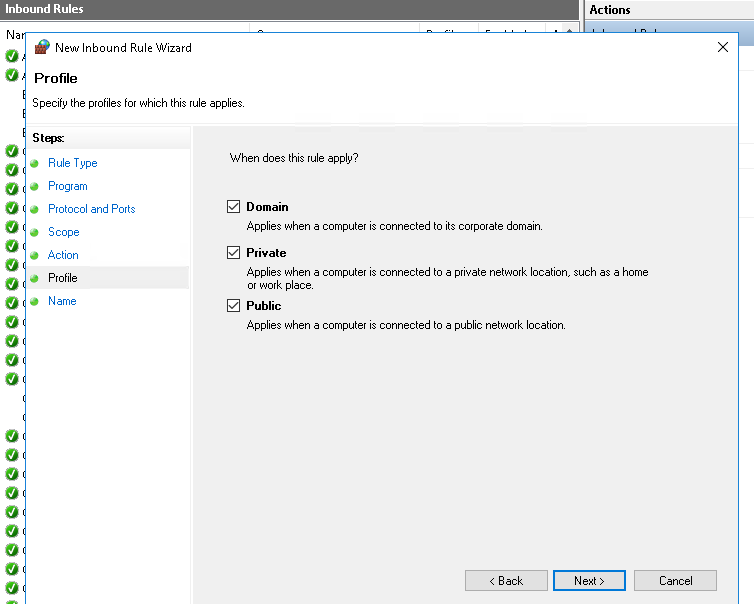 Inbound Rules
Actions
New Inbound Rule Wizard
Profile
Specify the profiles for which this rule applies.
Steps:
Rule Type
Program
Protocol and Ports
Scope
Action
Profile
Name
When does this rule apply?
Domain
Applies when a computer is connected to its corporate domain.
Private
Applies when a computer is connected to a private network location, such as a home
or work place.
Public
Applies when a computer is connected to a public network location.
< Back
Next >
Cancel